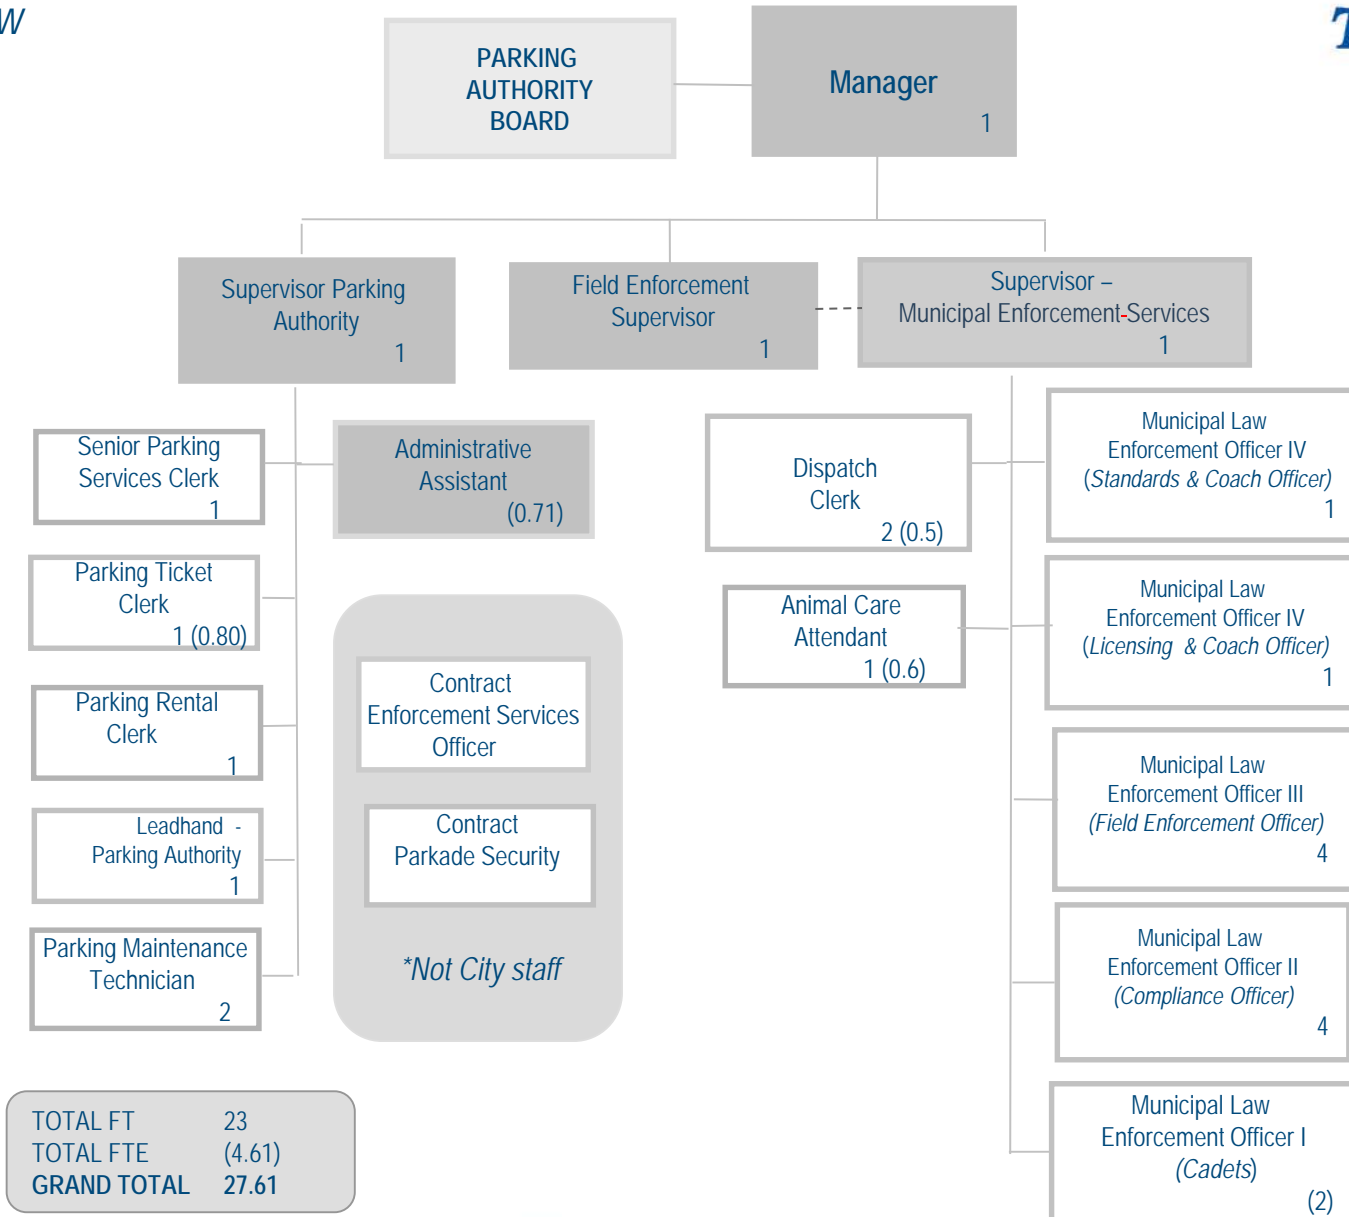 W
T
PARKING
AUTHORITY
BOARD
Manager
1
Supervisor Parking
Authority
1
Field Enforcement
Supervisor
1
Supervisor –
Municipal Enforcement-Services
1
Senior Parking
Services Clerk
1
Administrative
Assistant
(0.71)
Parking Ticket
Clerk
1 (0.80)
Parking Rental
Clerk
1
Leadhand -
Parking Authority
1
Parking Maintenance
Technician
2
Contract
Enforcement Services
Officer
Contract
Parkade Security
*Not City staff
Dispatch
Clerk
2 (0.5)
Animal Care
Attendant
1 (0.6)
Municipal Law
Enforcement Officer IV
(Standards & Coach Officer)
1
Municipal Law
Enforcement Officer IV
(Licensing & Coach Officer)
1
Municipal Law
Enforcement Officer III
(Field Enforcement Officer)
4
Municipal Law
Enforcement Officer II
(Compliance Officer)
4
Municipal Law
Enforcement Officer I
(Cadets)
(2)
TOTAL FT 23
TOTAL FTE (4.61)
GRAND TOTAL 27.61